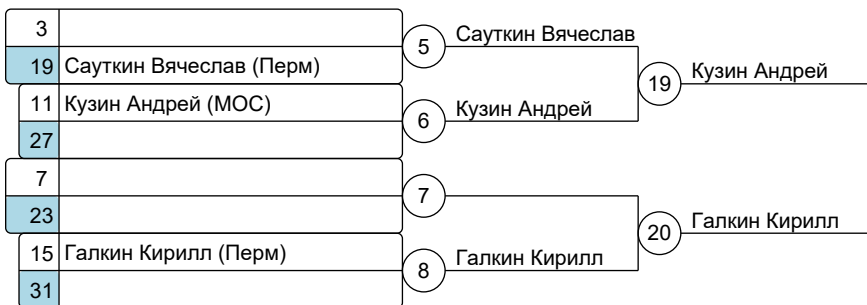 3
5 Сауткин Вячеслав
19 Сауткин Вячеслав (Перм)
19 Кузин Андрей
11 Кузин Андрей (МОС)
6 Кузин Андрей
27
7
7
23
20 Галкин Кирилл
15 Галкин Кирилл (Перм)
8 Галкин Кирилл
31